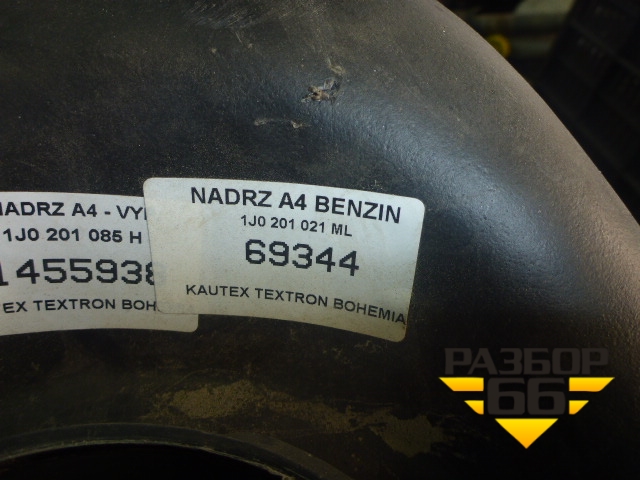 NADRZ A4 - VY
1J0 201 085 H
145593
EX TEXTRON BOH
NADRZ A4 BENZIN
1J0 201 021 ML
69344
KAUTEX TEXTRON BOHEMIA
РАЗБОР
66